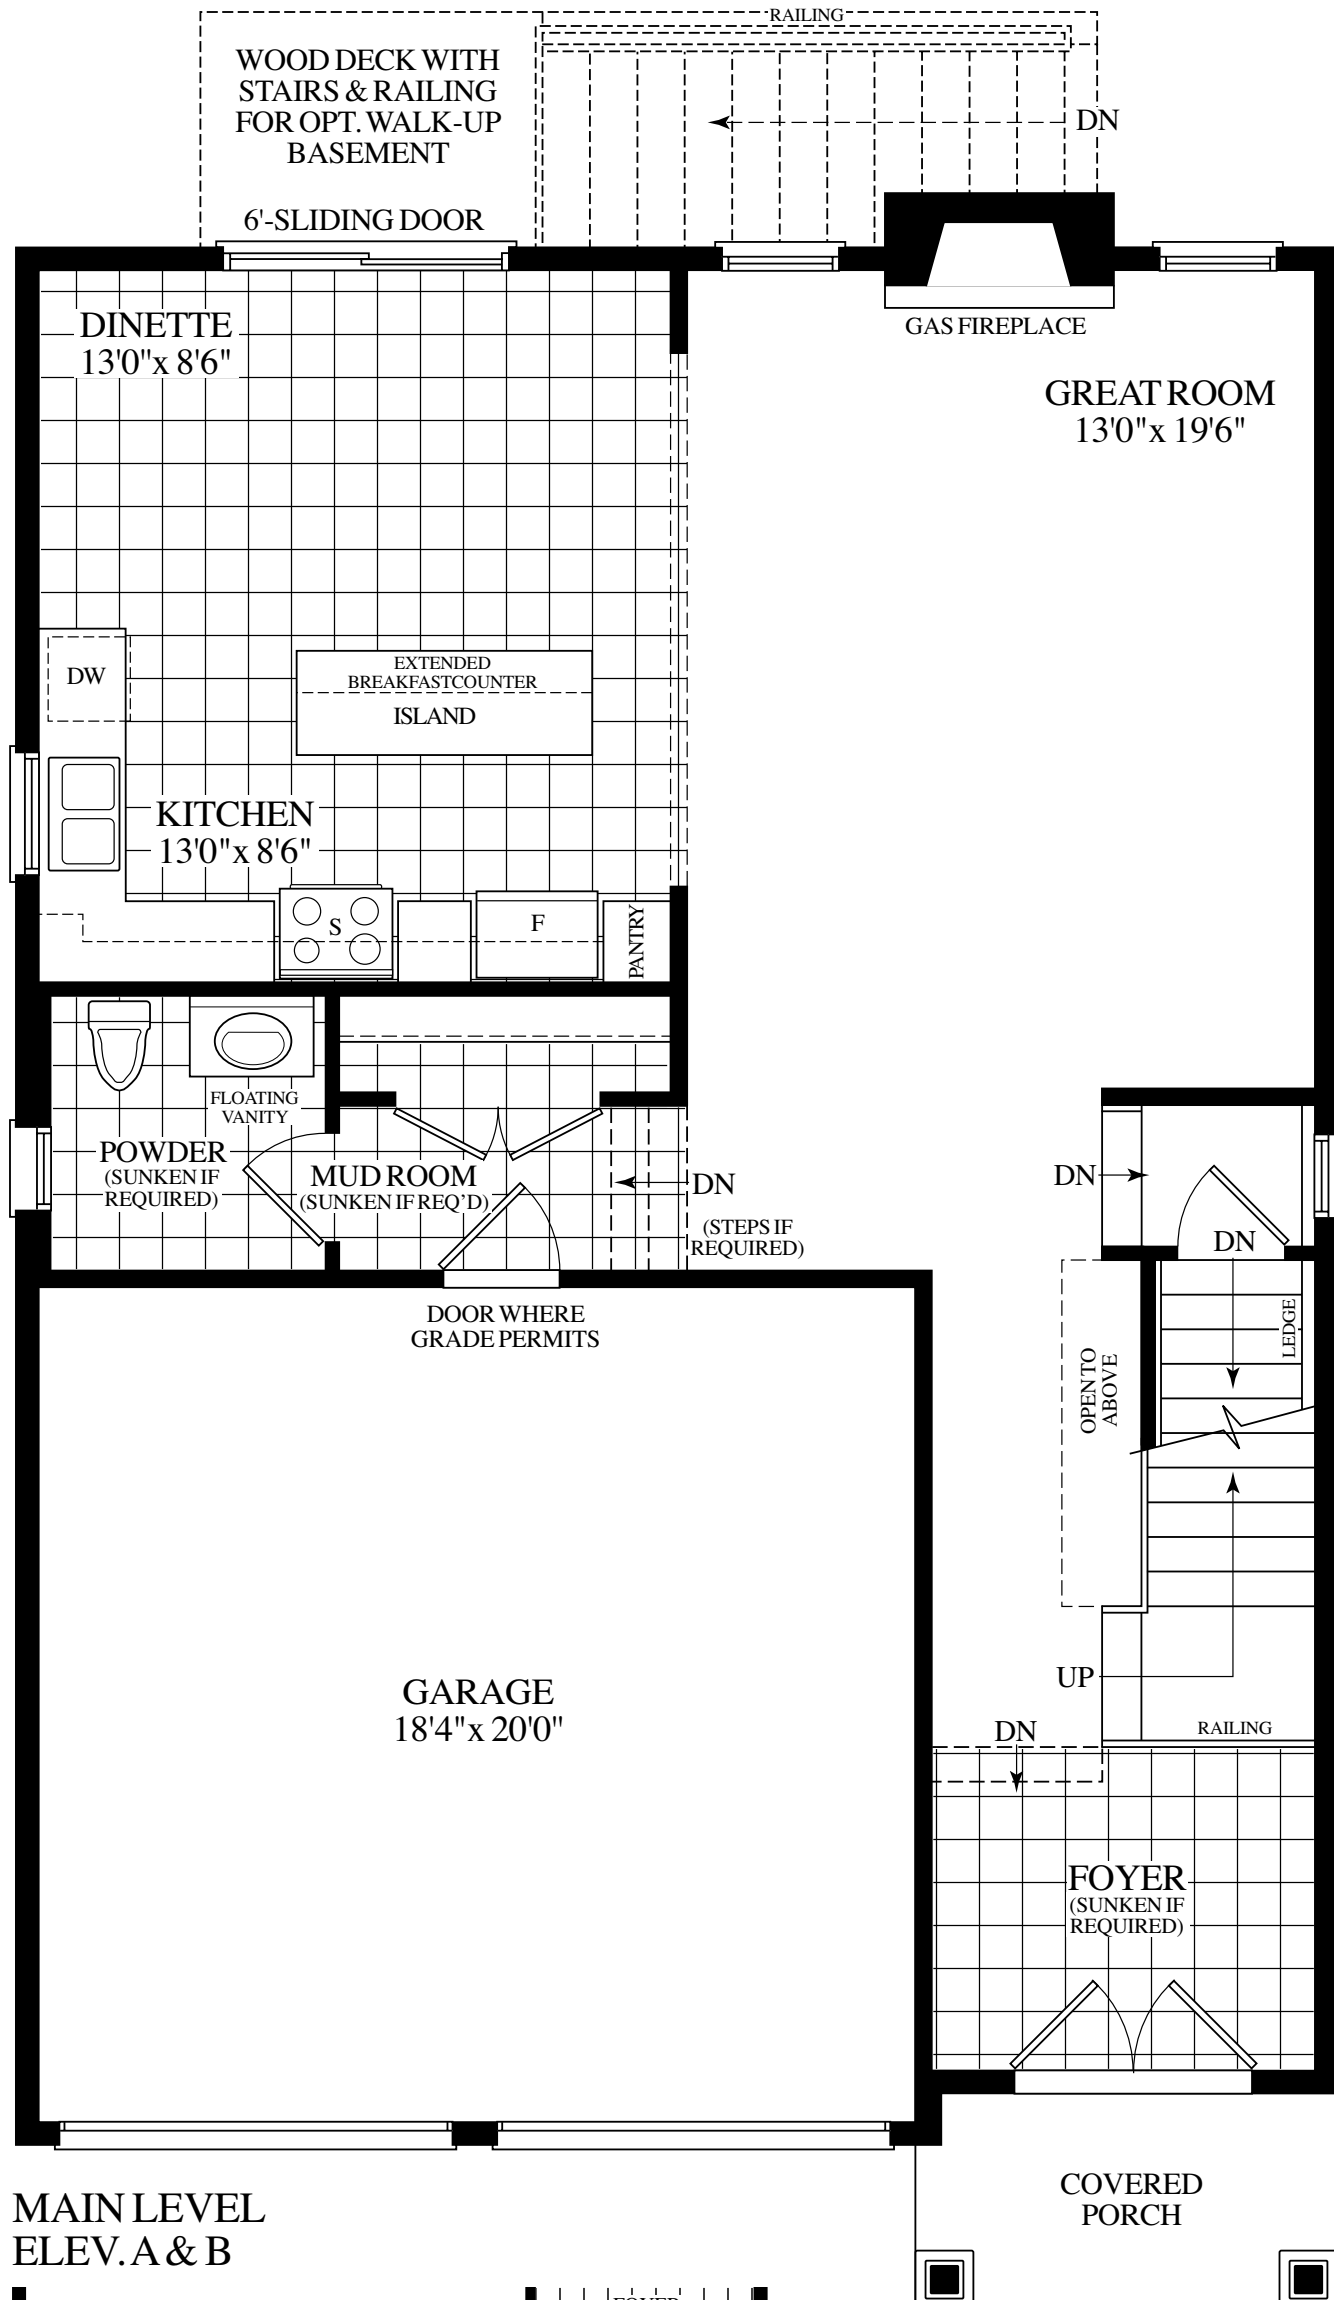 RAILING
WOOD DECK WITH
STAIRS & RAILING
FOR OPT. WALK-UP
BASEMENT
DN
6'-SLIDING DOOR
GAS FIREPLACE
DINETTE
13'0"x 8'6"
GREAT ROOM
13'0"x 19'6"
DW
EXTENDED
BREAKFASTCOUNTER
ISLAND
KITCHEN
13'0"x 8'6"
S
F
PANTRY
FLOATING
VANITY
POWDER
(SUNKEN IF
REQUIRED)
MUD ROOM
(SUNKEN IF REQ'D)
DN
(STEPS IF
REQUIRED)
DN
DN
LEDGE
DOOR WHERE
GRADE PERMITS
OPEN TO
ABOVE
GARAGE
18'4"x 20'0"
UP
DN
RAILING
FOYER
(SUNKEN IF
REQUIRED)
COVERED
PORCH
MAIN LEVEL
ELEV. A & B
FOYER